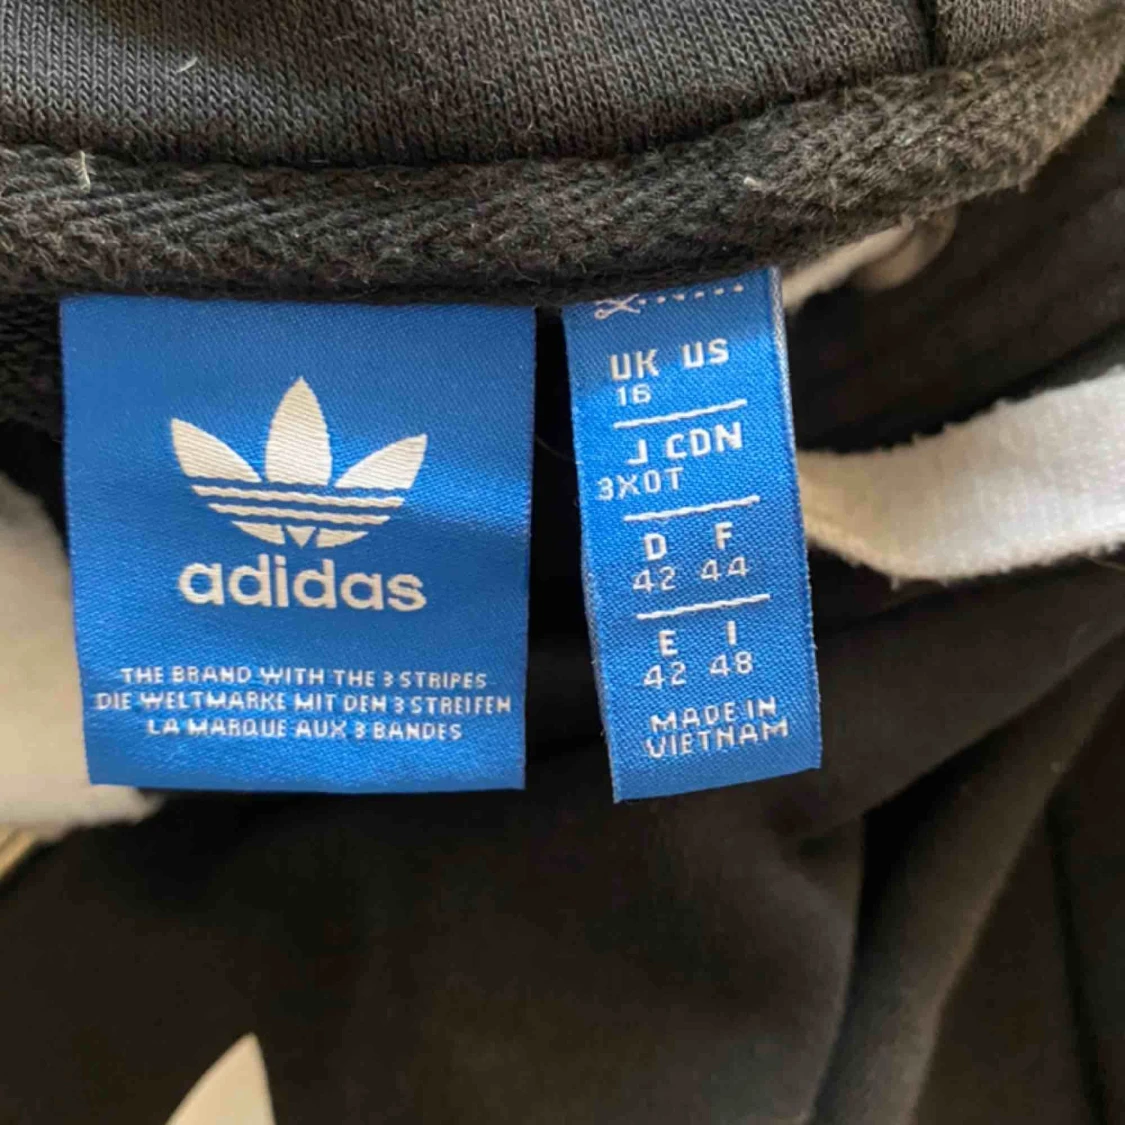 adidas
THE BRAND WITH THE 3 STRIPES
DIE WELTMARKE MIT DEN 3 STREIFEN
LA MARQUE AUX 3 BANDES
UK US
16
J CDN
3XOT
D F
42 44
E I
42 48
MADE IN
VIETNAM